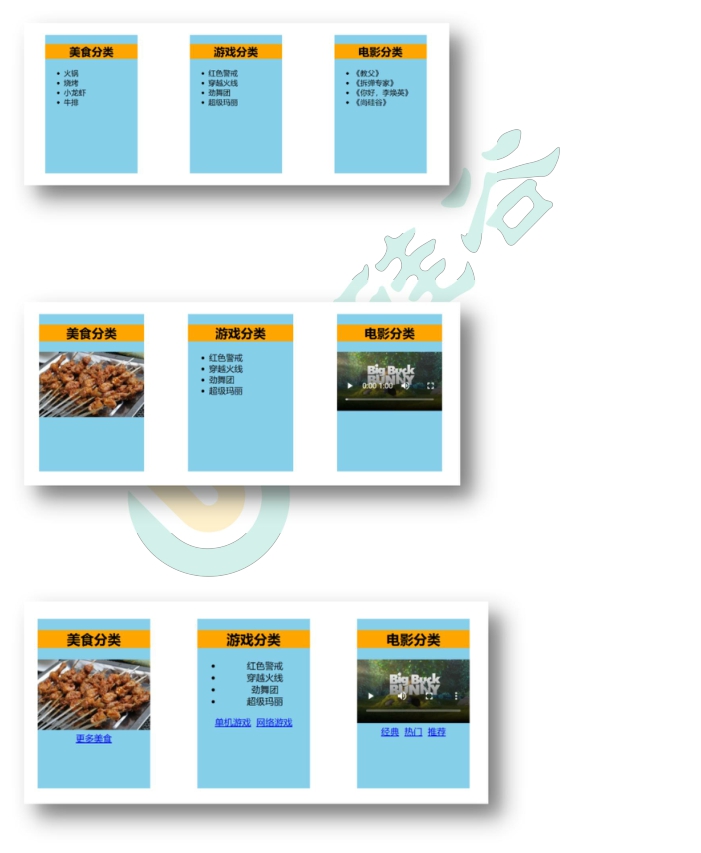 美食分类 游戏分类 电影分类
火锅 红色警戒 《教父》
烧烤 穿越火线 《拆弹专家》
小龙虾 劲舞团 《你好,李焕英》
牛排 超级玛丽 《尚硅谷》
硅谷
美食分类 游戏分类 电影分类
红色警戒
穿越火线
劲舞团
超级玛丽
Big Buck
BUNNY
0:00 1:00
美食分类 游戏分类 电影分类
红色警戒
穿越火线
劲舞团
超级玛丽
Big Buck
BUNNY
更多美食 单机游戏 网络游戏 经典 热门 推荐